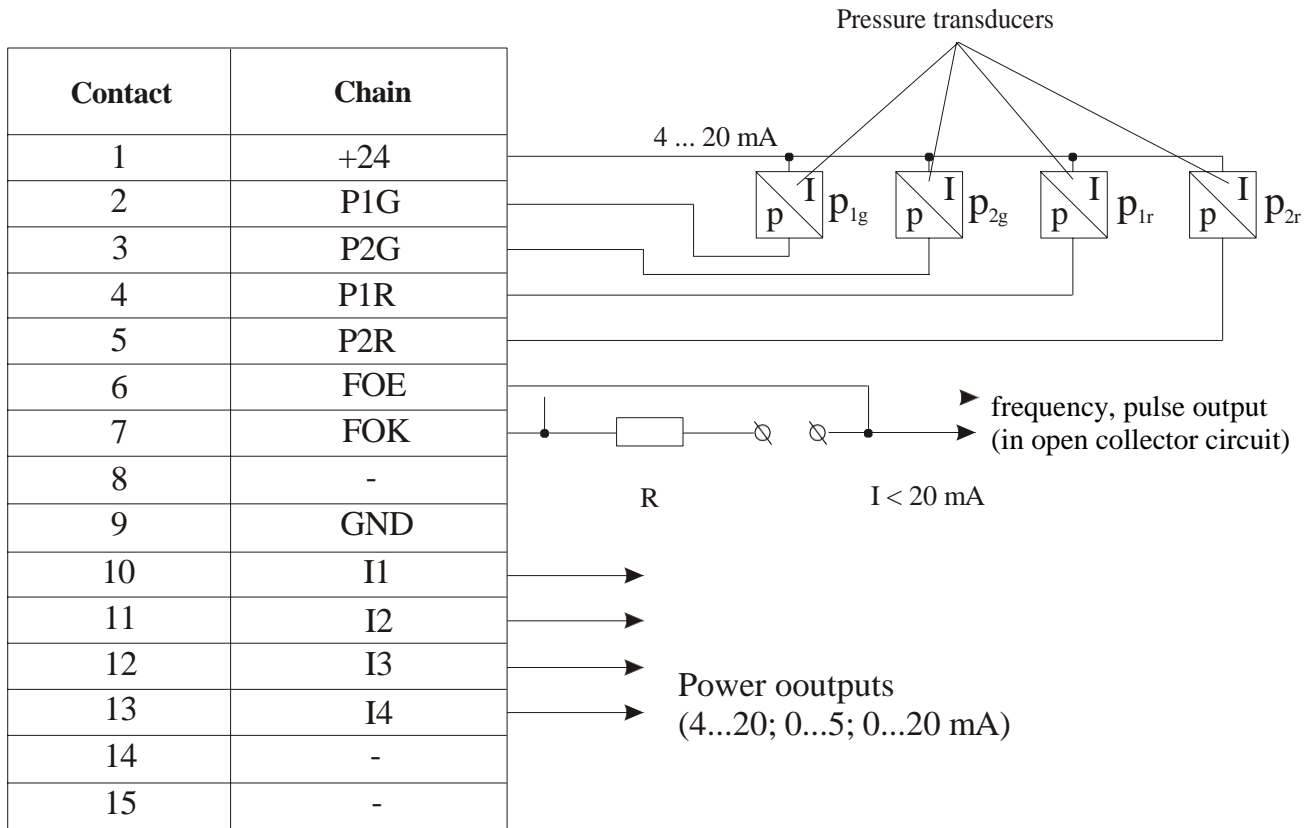 Pressure transducers
Contact Chain
1 +24 4 ... 20 mA
2 P1G
3 P2G
4 P1R
5 P2R
p I p1g p I p2g p I p1r p I p2r
6 FOE
7 FOK
frequency, pulse output
(in open collector circuit)
8 -
R I < 20 mA
9 GND
10 I1
11 I2
12 I3
13 I4
Power ooutputs
(4...20; 0...5; 0...20 mA)
14 -
15 -